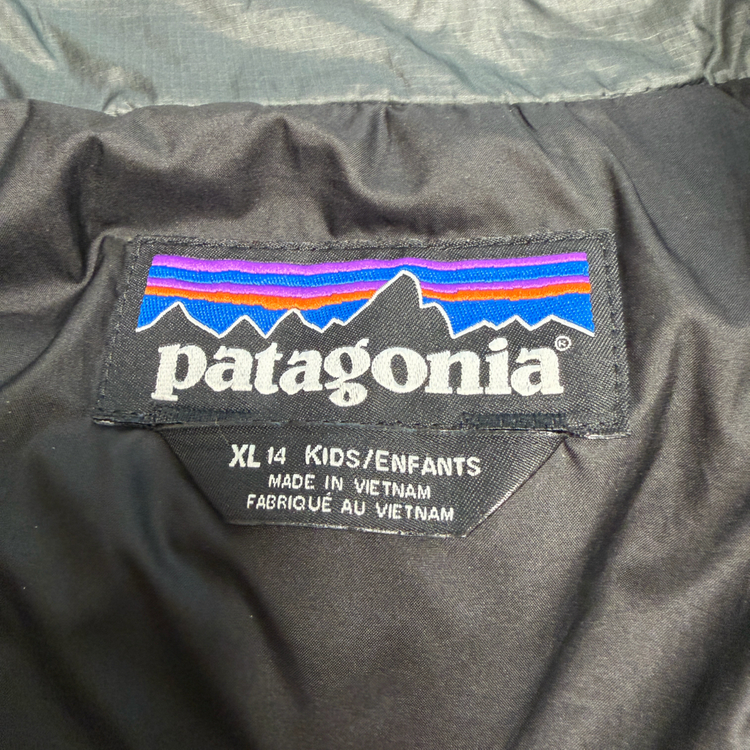 patagonia®
XL 14 KIDS/ENFANTS
MADE IN VIETNAM
FABRIQUÉ AU VIETNAM